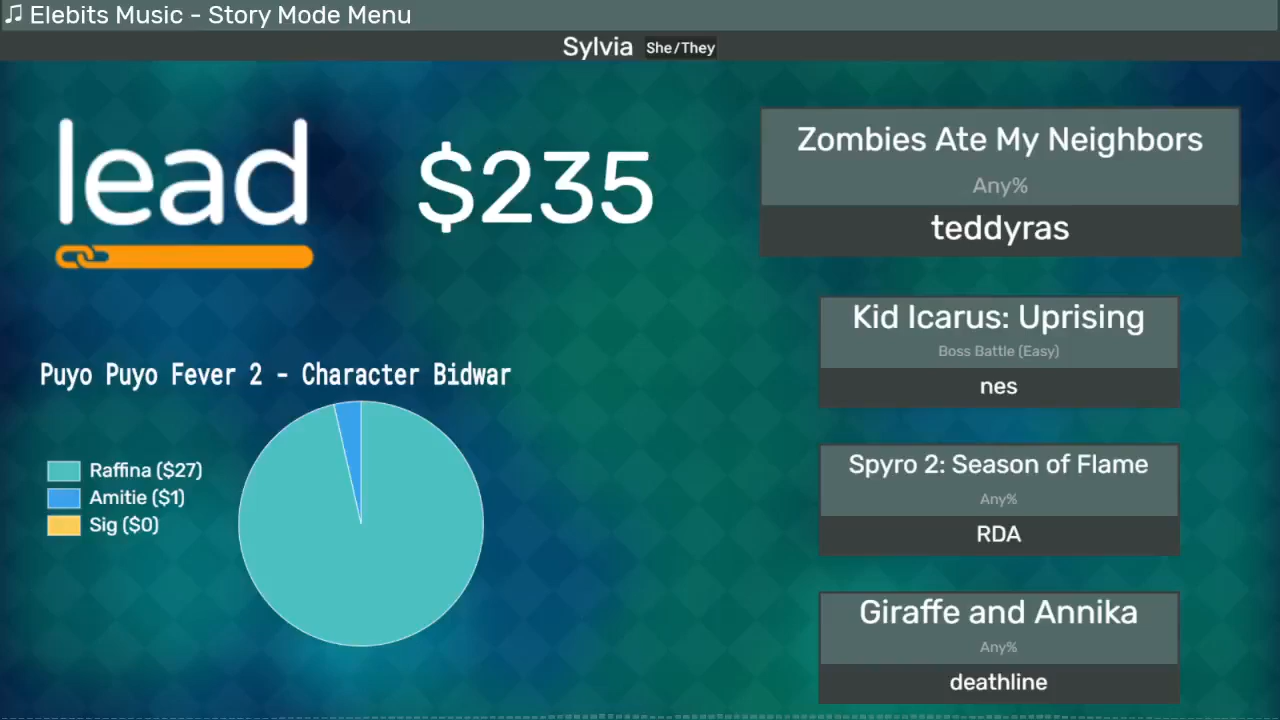 Elebits Music - Story Mode Menu
Sylvia She/They
lead
$235
Puyo Puyo Fever 2 - Character Bidwar
Raffina ($27)
Amitie ($1)
Sig ($0)
Zombies Ate My Neighbors
Any%
teddyras
Kid Icarus: Uprising
Boss Battle (Easy)
nes
Spyro 2: Season of Flame
Any%
RDA
Giraffe and Annika
Any%
deathline